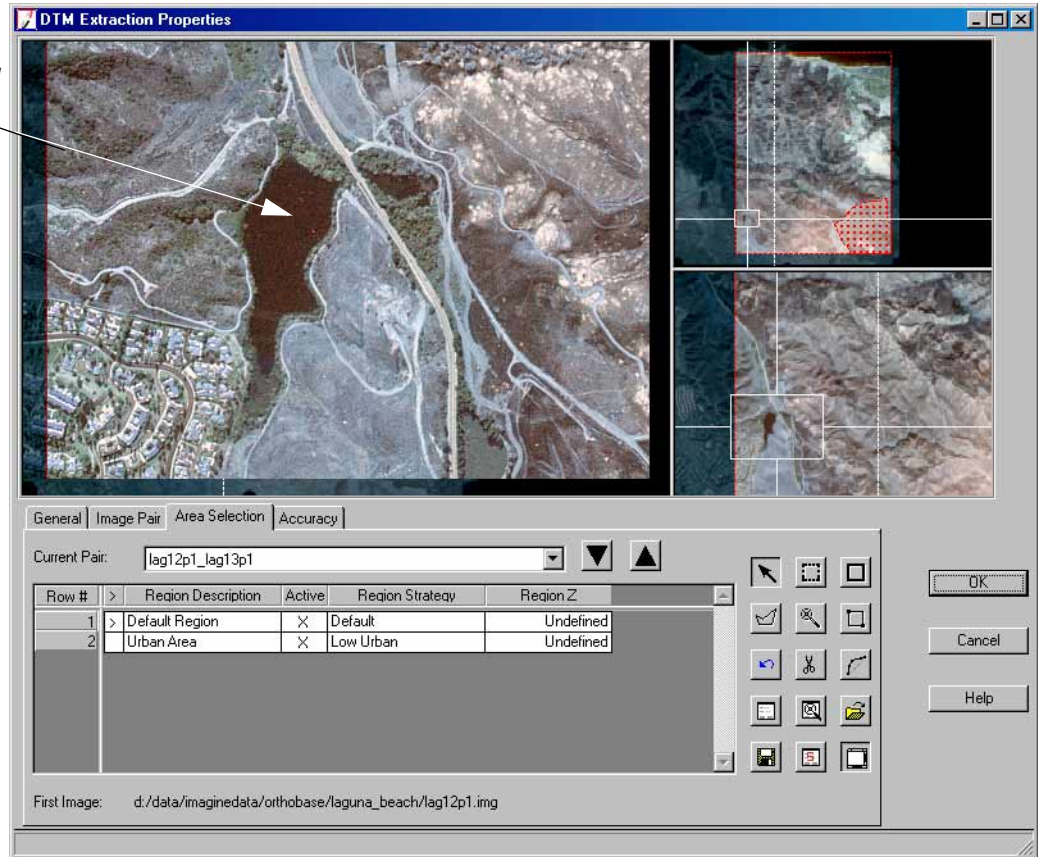 DTM Extraction Properties
General Image Pair Area Selection Accuracy
Current Pair: lag12p1_lag13p1
Row # > Region Description Active Region Strategy Region Z
1 > Default Region X Default Undefined
2 Urban Area X Low Urban Undefined
OK
Cancel
Help
First Image: d:/data/imaginedata/orthobase/laguna_beach/lag12p1.img